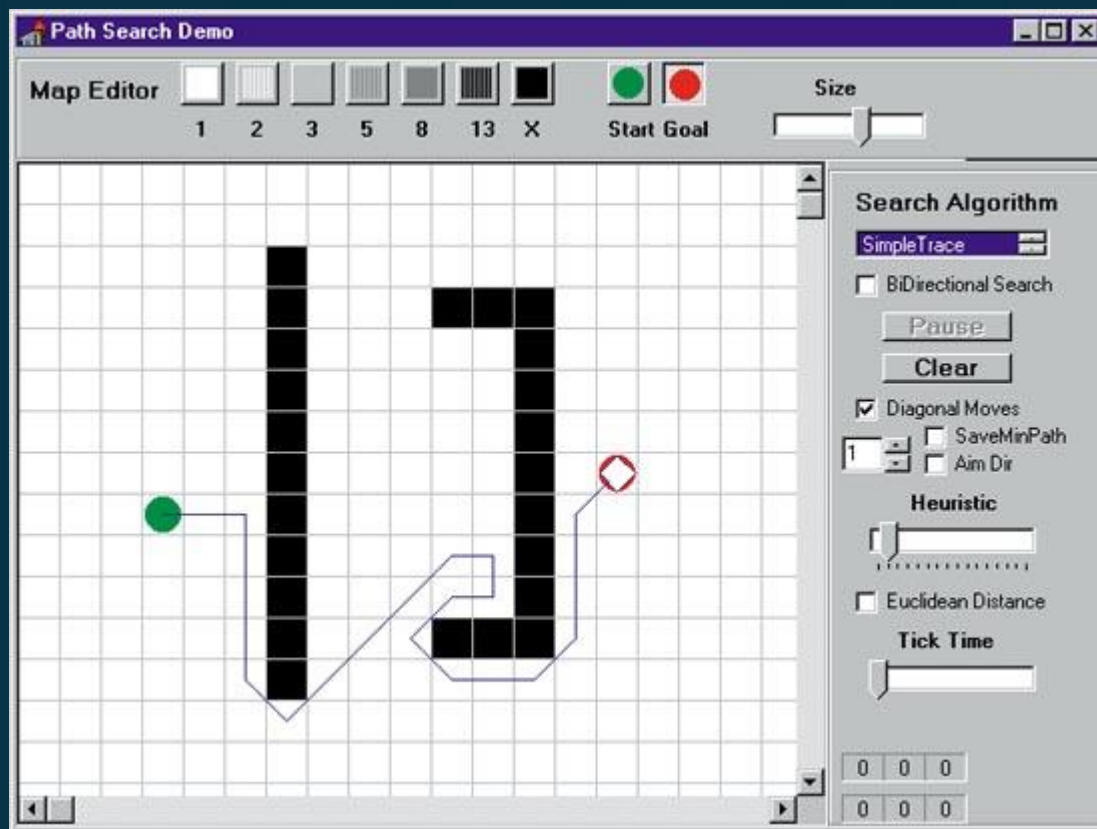 Path Search Demo
Map Editor
1 2 3 5 8 13 X
Start Goal
Size
Search Algorithm
SimpleTrace
BiDirectional Search
Pause
Clear
Diagonal Moves
1
SaveMinPath
Aim Dir
Heuristic
Euclidean Distance
Tick Time
0 0 0
0 0 0